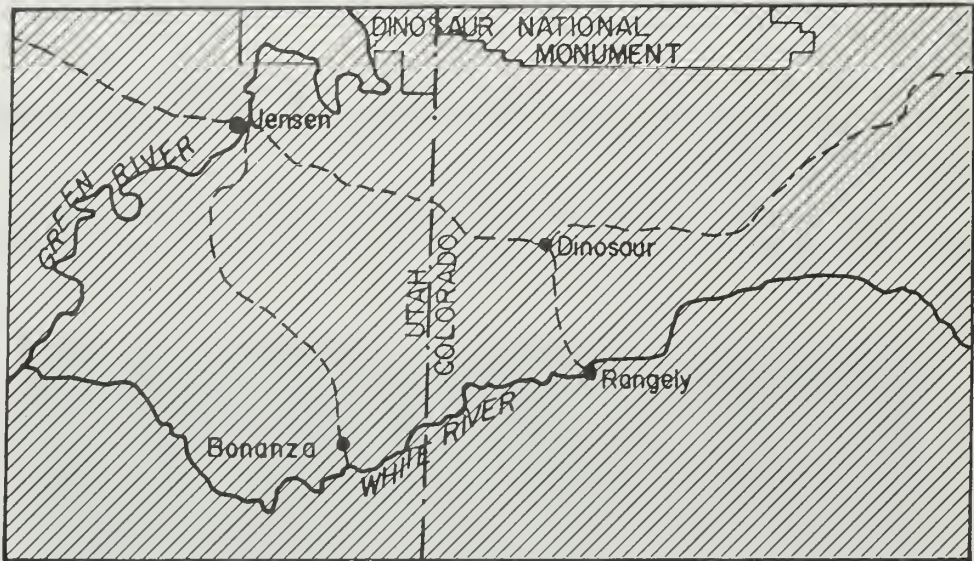 DINOSAUR NATIONAL
MONUMENT
Jensen
GREEN RIVER
Dinosaur
UTAH
COLORADO
Rangely
Bonanza
WHITE RIVER